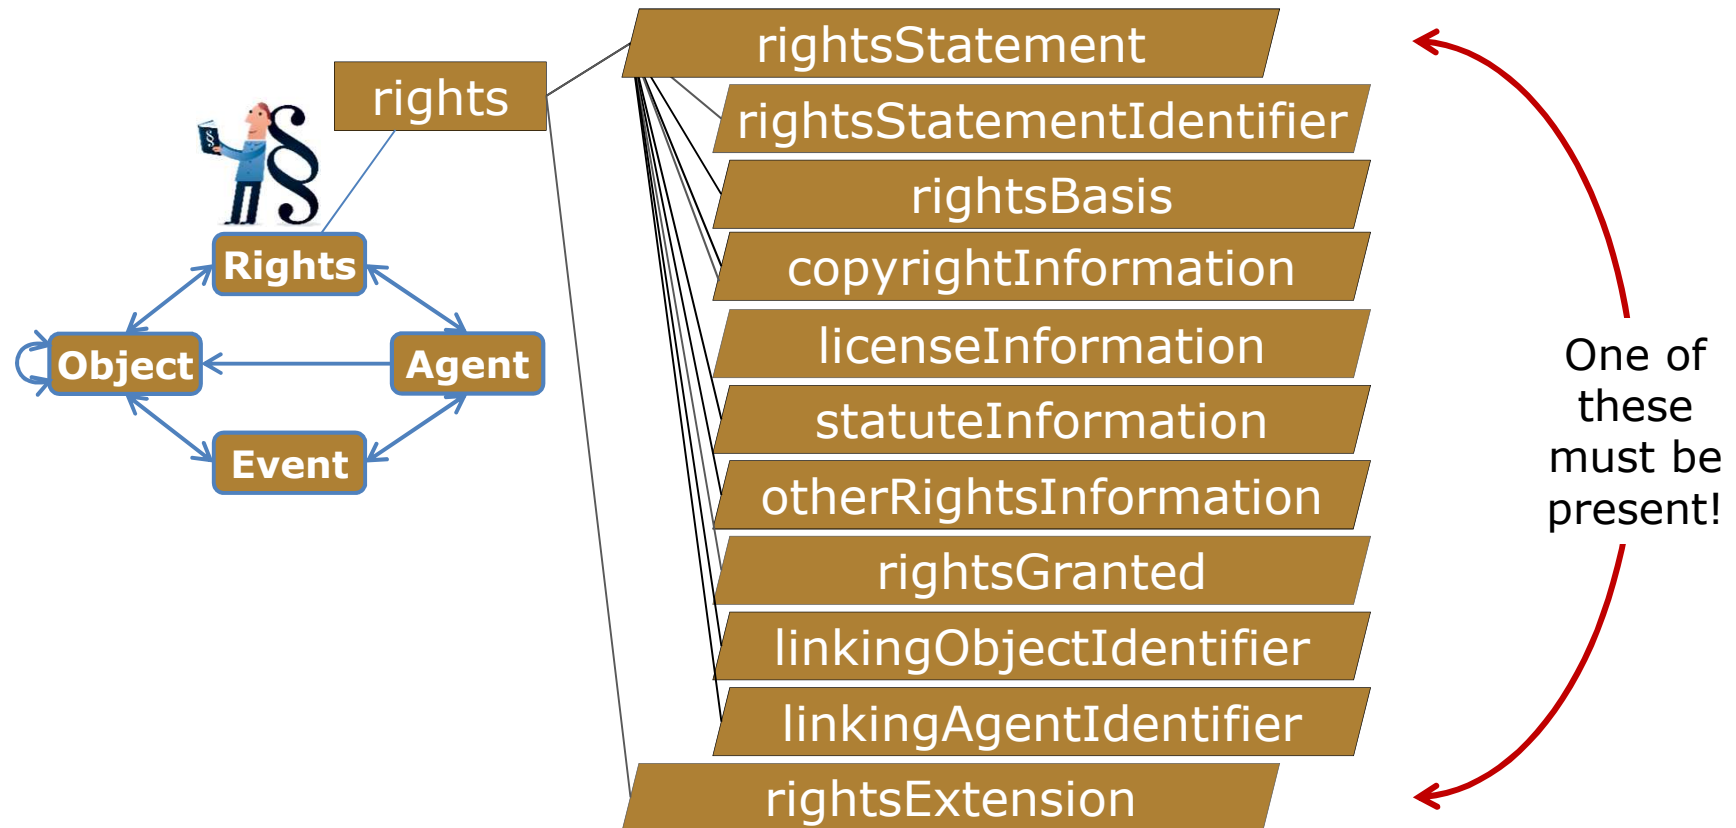 rightsStatement
rights
rightsStatementIdentifier
rightsBasis
copyrightInformation
licenseInformation
statuteInformation
otherRightsInformation
rightsGranted
linkingObjectIdentifier
linkingAgentIdentifier
rightsExtension
§
§
Rights
Object
Agent
Event
One of
these
must be
present!